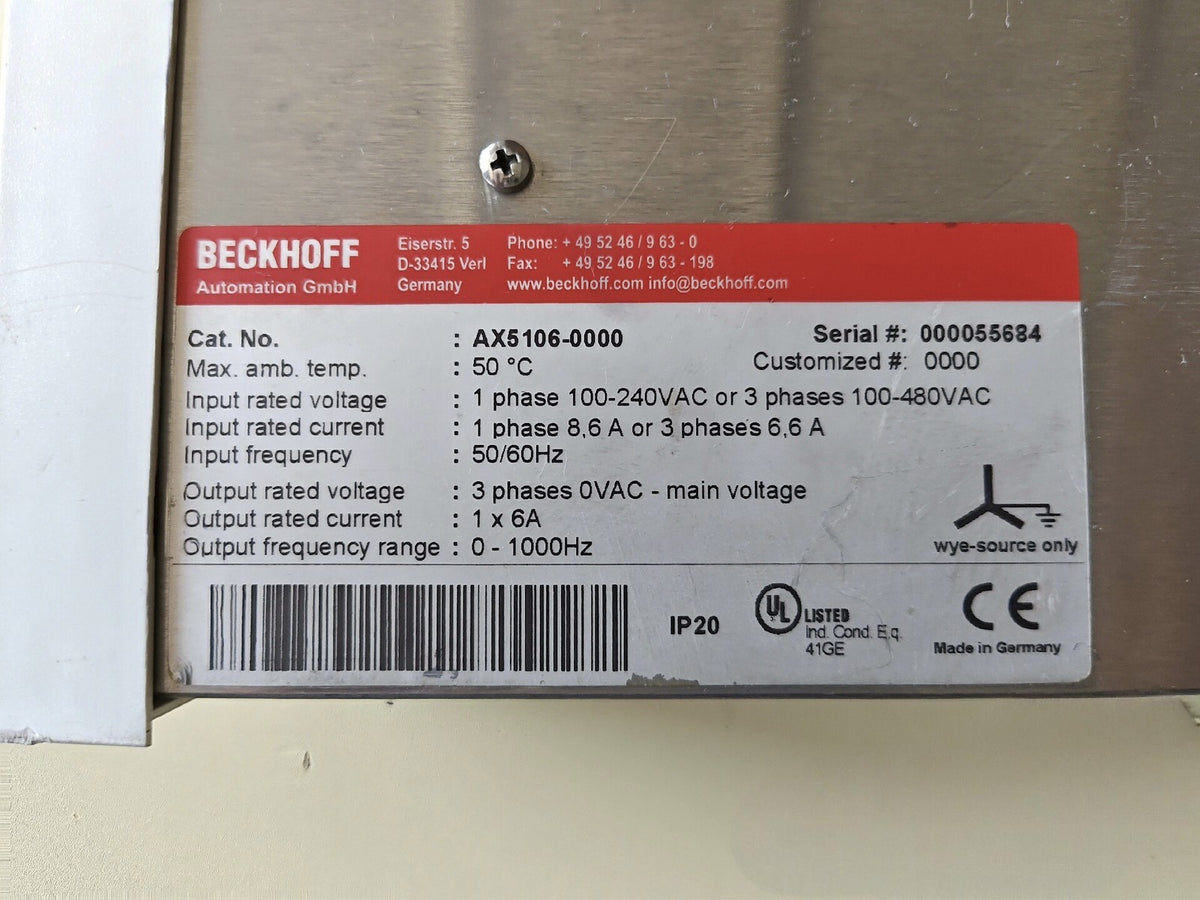 BECKHOFF
Automation GmbH
Eiserstr. 5
D-33415 Verl
Germany
Phone: + 49 52 46 / 9 63 - 0
Fax: + 49 52 46 / 9 63 - 198
www.beckhoff.com info@beckhoff.com
Cat. No. : AX5106-0000
Serial #: 000055684
Max. amb. temp. : 50 °C
Customized #: 0000
Input rated voltage : 1 phase 100-240VAC or 3 phases 100-480VAC
Input rated current : 1 phase 8,6 A or 3 phases 6,6 A
Input frequency : 50/60Hz
Output rated voltage : 3 phases 0VAC - main voltage
Output rated current : 1 x 6A
Output frequency range : 0 - 1000Hz
wye-source only
IP20
UL
LISTED
Ind. Cond. E.q.
41GE
CE
Made in Germany